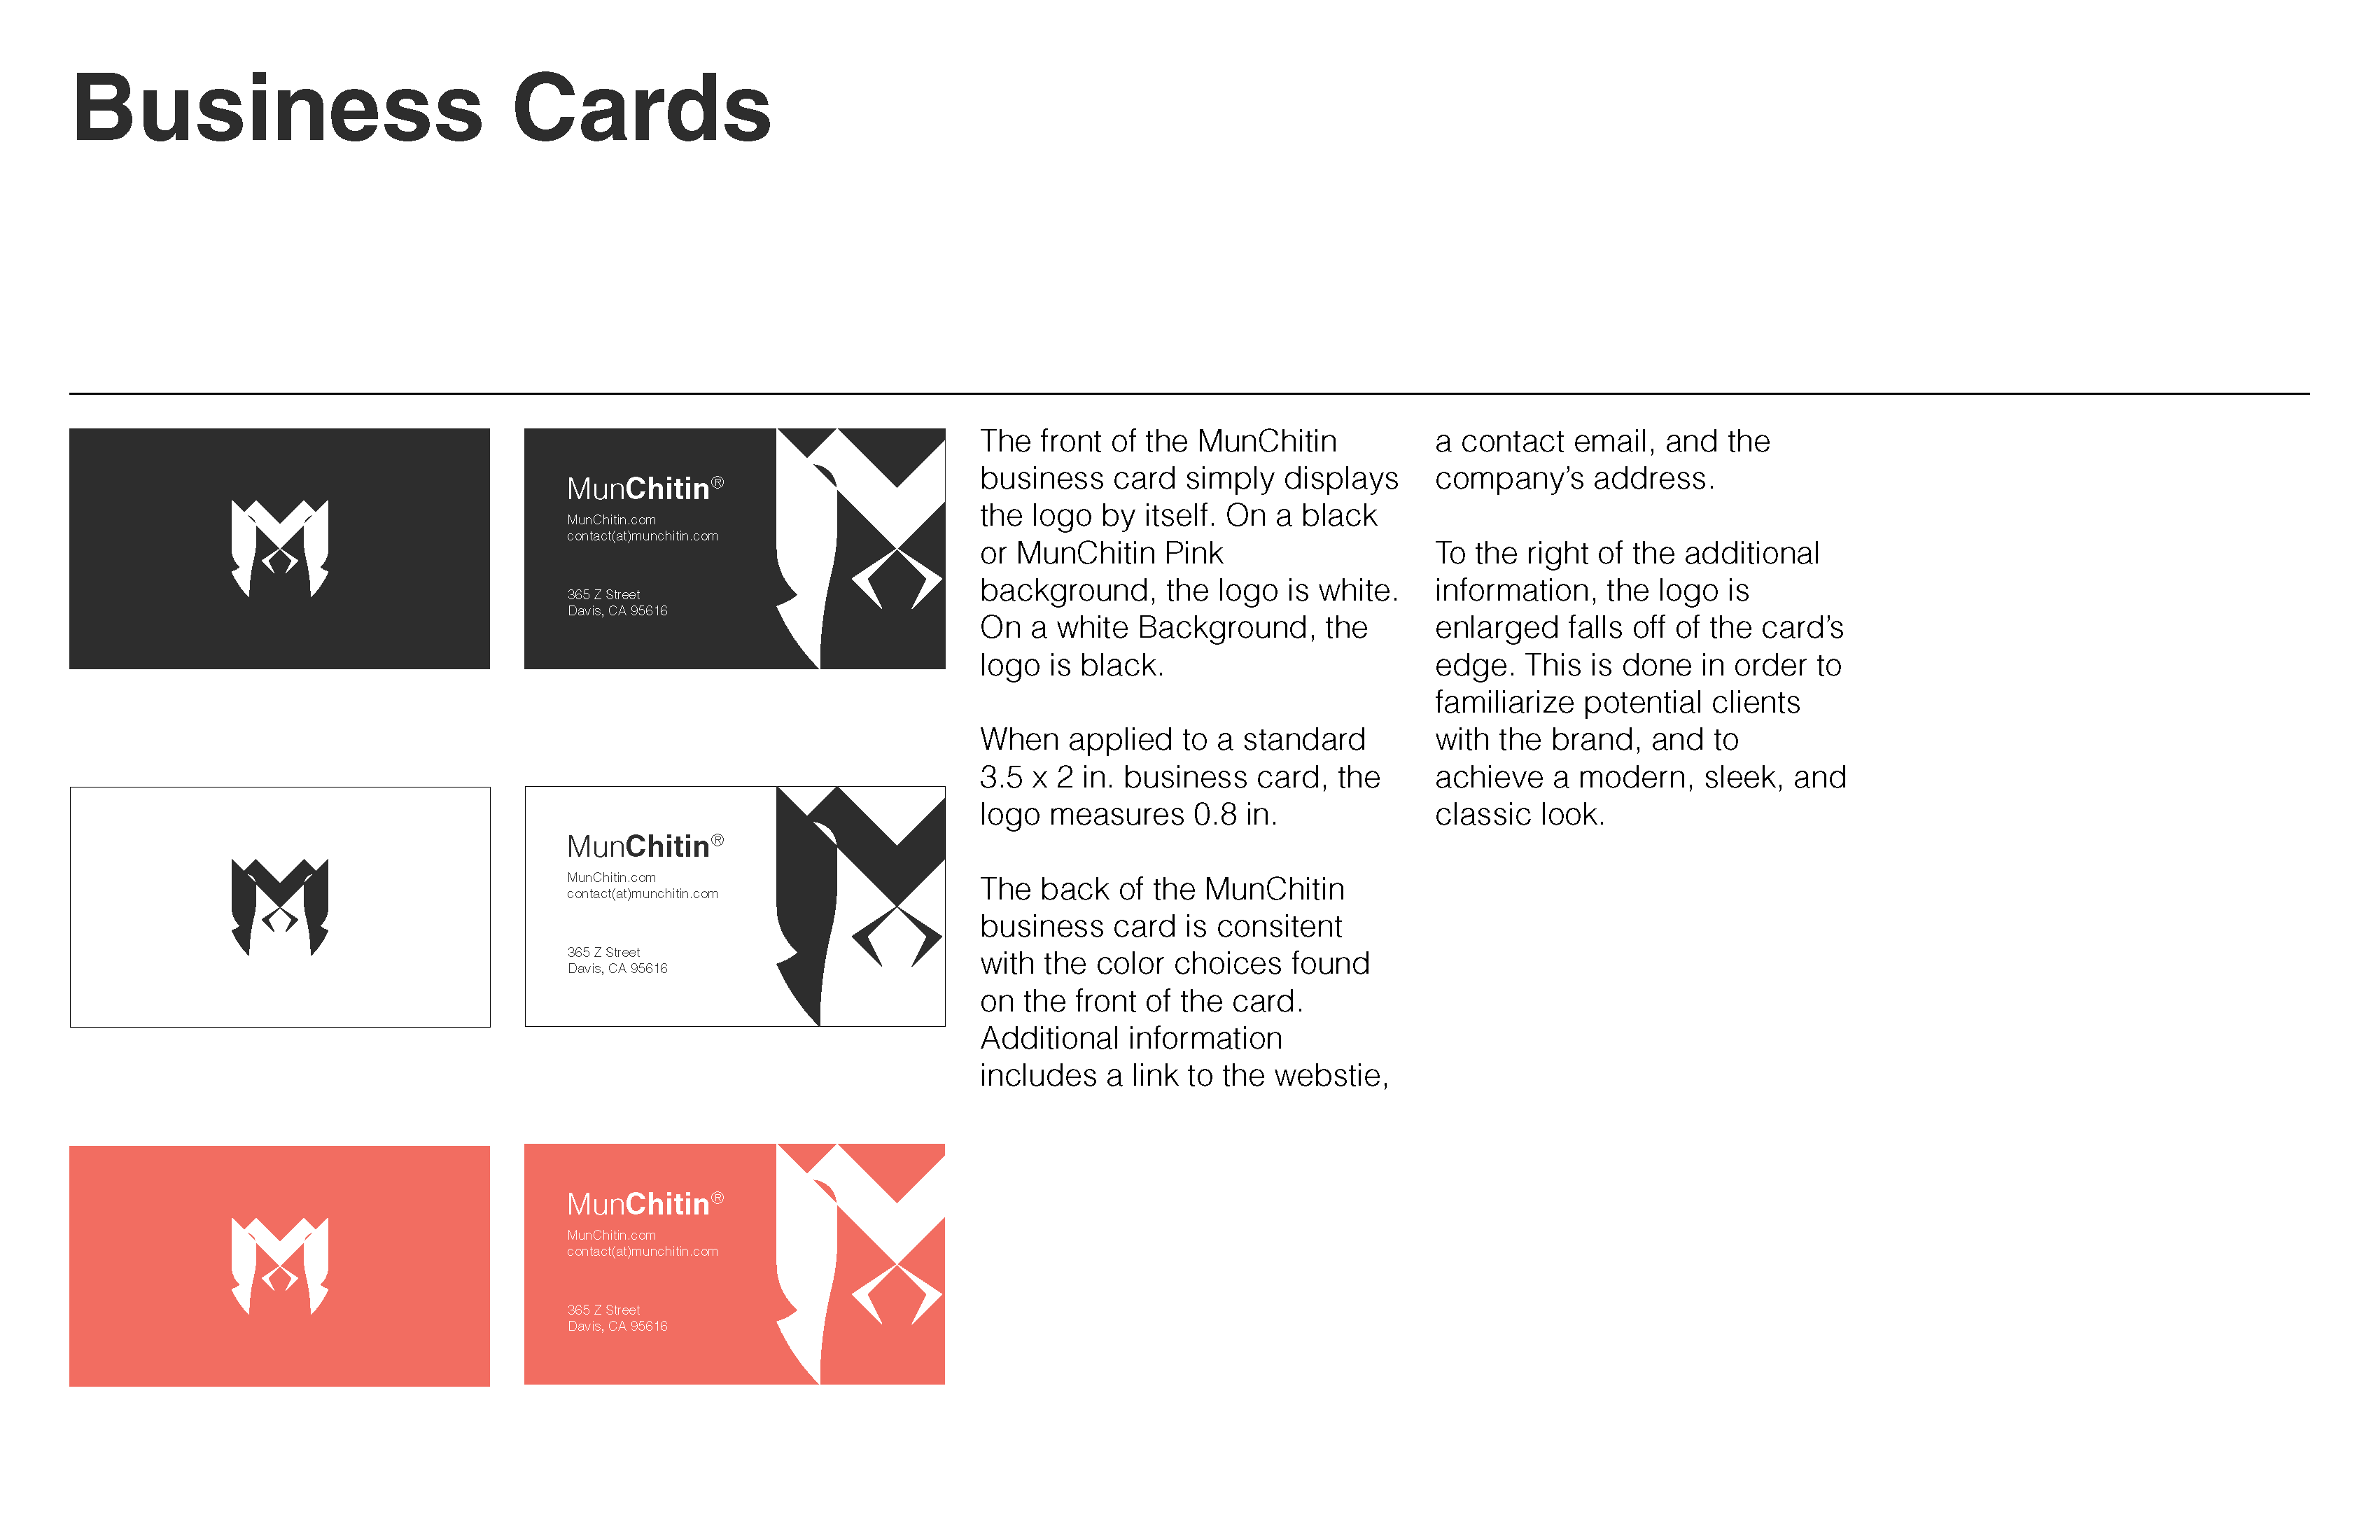 Business Cards
MunChitin®
MunChitin.com
contact(at)munchitin.com
365 Z Street
Davis, CA 95616
MunChitin®
MunChitin.com
contact(at)munchitin.com
365 Z Street
Davis, CA 95616
MunChitin®
MunChitin.com
contact(at)munchitin.com
365 Z Street
Davis, CA 95616
The front of the MunChitin
business card simply displays
the logo by itself. On a black
or MunChitin Pink
background, the logo is white.
On a white Background, the
logo is black.
When applied to a standard
3.5 x 2 in. business card, the
logo measures 0.8 in.
The back of the MunChitin
business card is consitent
with the color choices found
on the front of the card.
Additional information
includes a link to the webstie,
a contact email, and the
company’s address.
To the right of the additional
information, the logo is
enlarged falls off of the card’s
edge. This is done in order to
familiarize potential clients
with the brand, and to
achieve a modern, sleek, and
classic look.